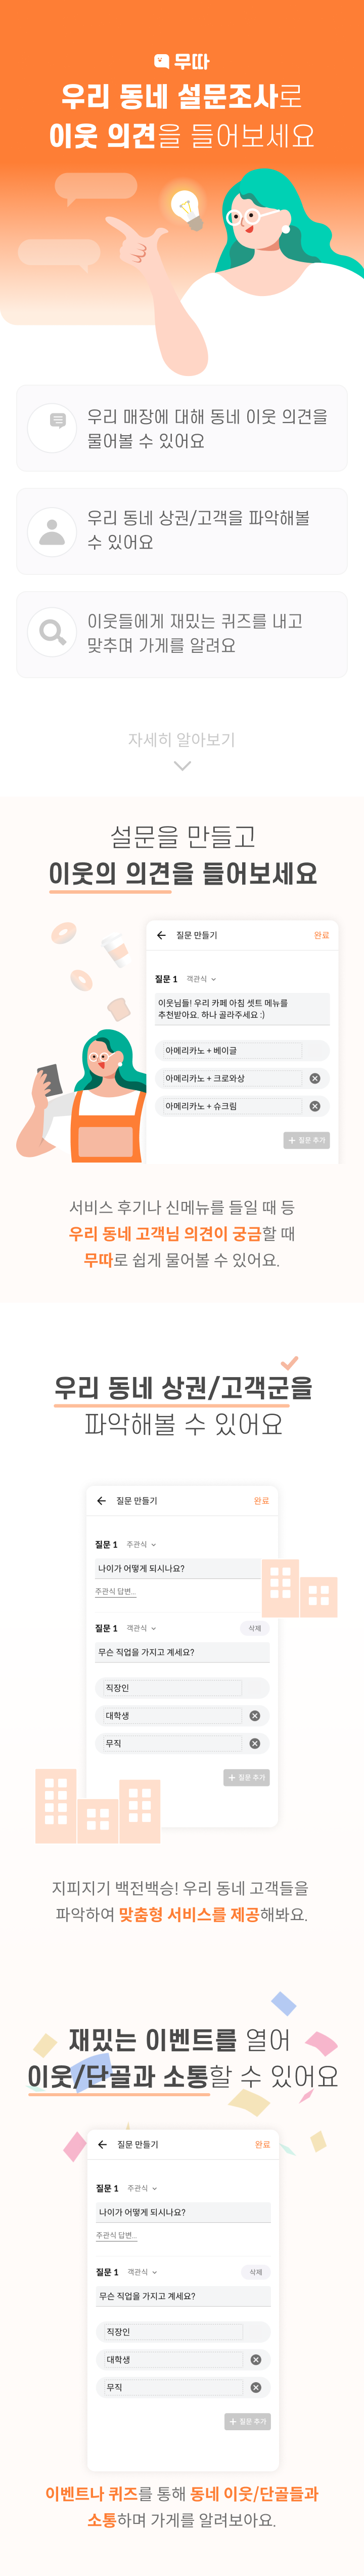 무따
우리 동네 설문조사로
이웃 의견을 들어보세요
우리 매장에 대해 동네 이웃 의견을
물어볼 수 있어요
우리 동네 상권/고객을 파악해볼
수 있어요
이웃들에게 재밌는 퀴즈를 내고
맞추며 가게를 알려요
자세히 알아보기
설문을 만들고
이웃의 의견을 들어보세요
질문 만들기 완료
질문 1 객관식
이웃님들! 우리 카페 아침 셋트 메뉴를
추천받아요. 하나 골라주세요 :)
아메리카노 + 베이글
아메리카노 + 크로와상
아메리카노 + 슈크림
+ 질문 추가
서비스 후기나 신메뉴를 들일 때 등
우리 동네 고객님 의견이 궁금할 때
무따로 쉽게 물어볼 수 있어요.
우리 동네 상권/고객군을
파악해볼 수 있어요
질문 만들기 완료
질문 1 주관식
나이가 어떻게 되시나요?
주관식 답변...
질문 1 객관식 삭제
무슨 직업을 가지고 계세요?
직장인
대학생
무직
+ 질문 추가
지피지기 백전백승! 우리 동네 고객들을
파악하여 맞춤형 서비스를 제공해봐요.
재밌는 이벤트를 열어
이웃/단골과 소통할 수 있어요
질문 만들기 완료
질문 1 주관식
나이가 어떻게 되시나요?
주관식 답변...
질문 1 객관식 삭제
무슨 직업을 가지고 계세요?
직장인
대학생
무직
+ 질문 추가
이벤트나 퀴즈를 통해 동네 이웃/단골들과
소통하며 가게를 알려보아요.